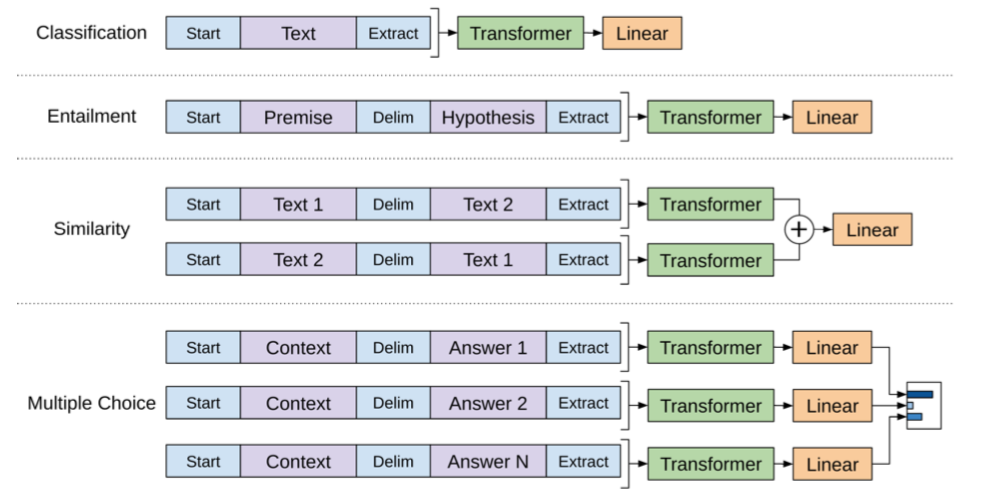 Classification Start Text Extract Transformer Linear
Entailment Start Premise Delim Hypothesis Extract Transformer Linear
Start Text 1 Delim Text 2 Extract Transformer
Similarity + Linear
Start Text 2 Delim Text 1 Extract Transformer
Start Context Delim Answer 1 Extract Transformer Linear
Multiple Choice Start Context Delim Answer 2 Extract Transformer Linear
Start Context Delim Answer N Extract Transformer Linear